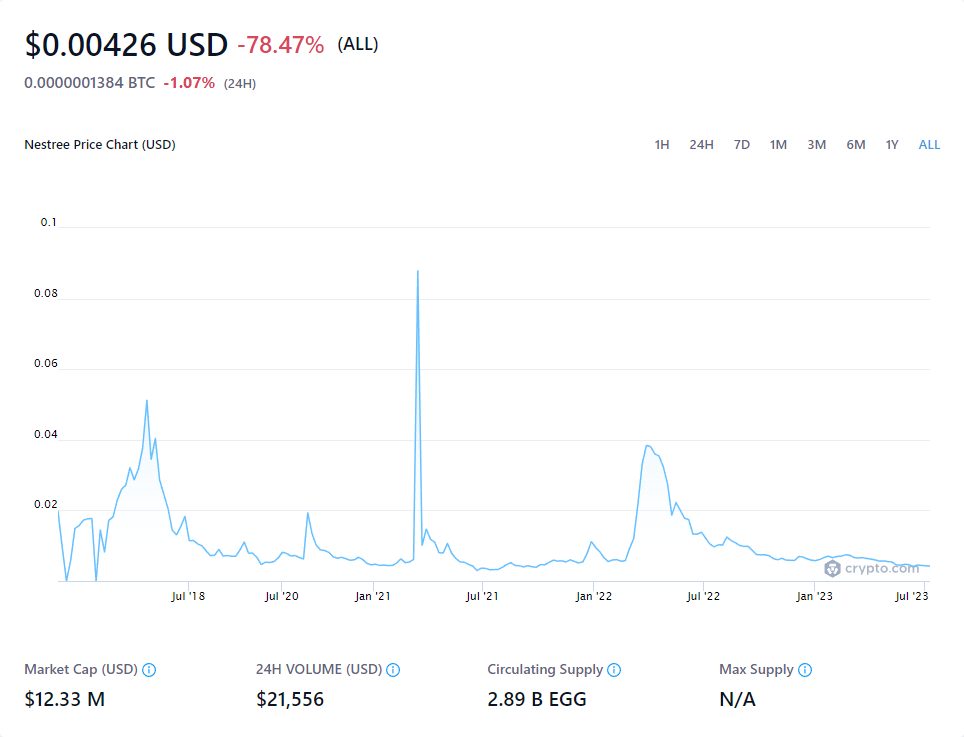 $0.00426 USD -78.47% (ALL)
0.0000001384 BTC -1.07% (24H)
Nestree Price Chart (USD) 1H 24H 7D 1M 3M 6M 1Y ALL
0.1
0.08
0.06
0.04
0.02
crypto.com
Jul '18 Jul '20 Jan '21 Jul '21 Jan '22 Jul '22 Jan '23 Jul '23
Market Cap (USD) 24H VOLUME (USD) Circulating Supply Max Supply
$12.33 M $21,556 2.89 B EGG N/A